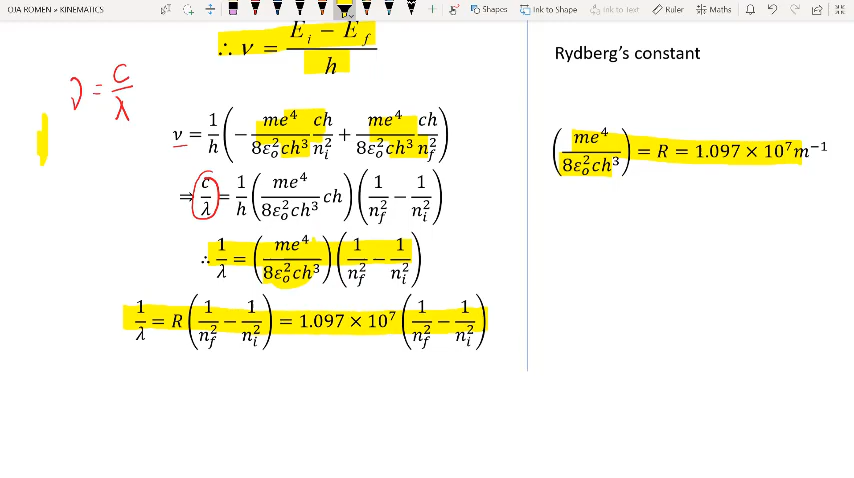 OJA ROMEN » KINEMATICS
Shapes Ink to Shape Ink to Text Ruler Maths
∴ ν = (E_i − E_f) / h
Rydberg's constant
ν = c/λ
ν = 1/h (− me⁴/8ε_o²ch³ ch/n_i² + me⁴/8ε_o²ch³ ch/n_f²)
(me⁴/8ε_o²ch³) = R = 1.097 × 10⁷ m⁻¹
⇒ c/λ = 1/h (me⁴/8ε_o²ch³ ch)(1/n_f² − 1/n_i²)
∴ 1/λ = (me⁴/8ε_o²ch³)(1/n_f² − 1/n_i²)
1/λ = R (1/n_f² − 1/n_i²) = 1.097 × 10⁷ (1/n_f² − 1/n_i²)